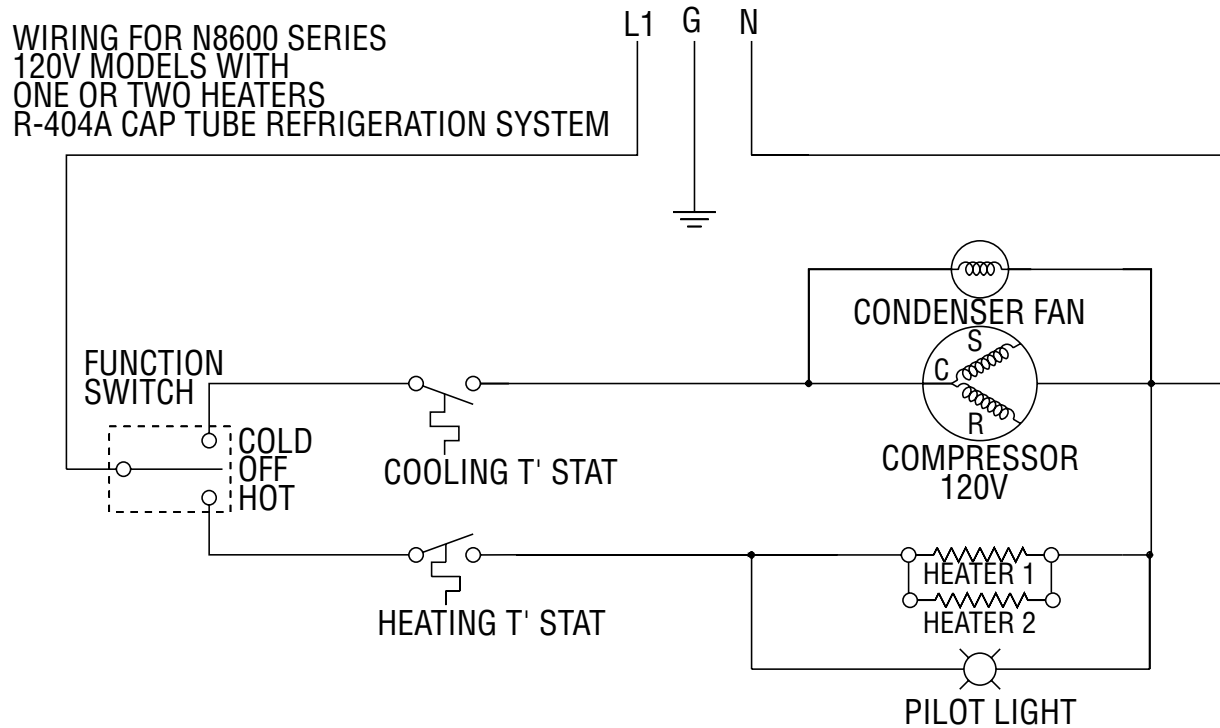 WIRING FOR N8600 SERIES
120V MODELS WITH
ONE OR TWO HEATERS
R-404A CAP TUBE REFRIGERATION SYSTEM
L1 G N
CONDENSER FAN
FUNCTION
SWITCH
COLD
OFF
HOT
COOLING T' STAT
S
C
R
COMPRESSOR
120V
HEATING T' STAT
HEATER 1
HEATER 2
PILOT LIGHT